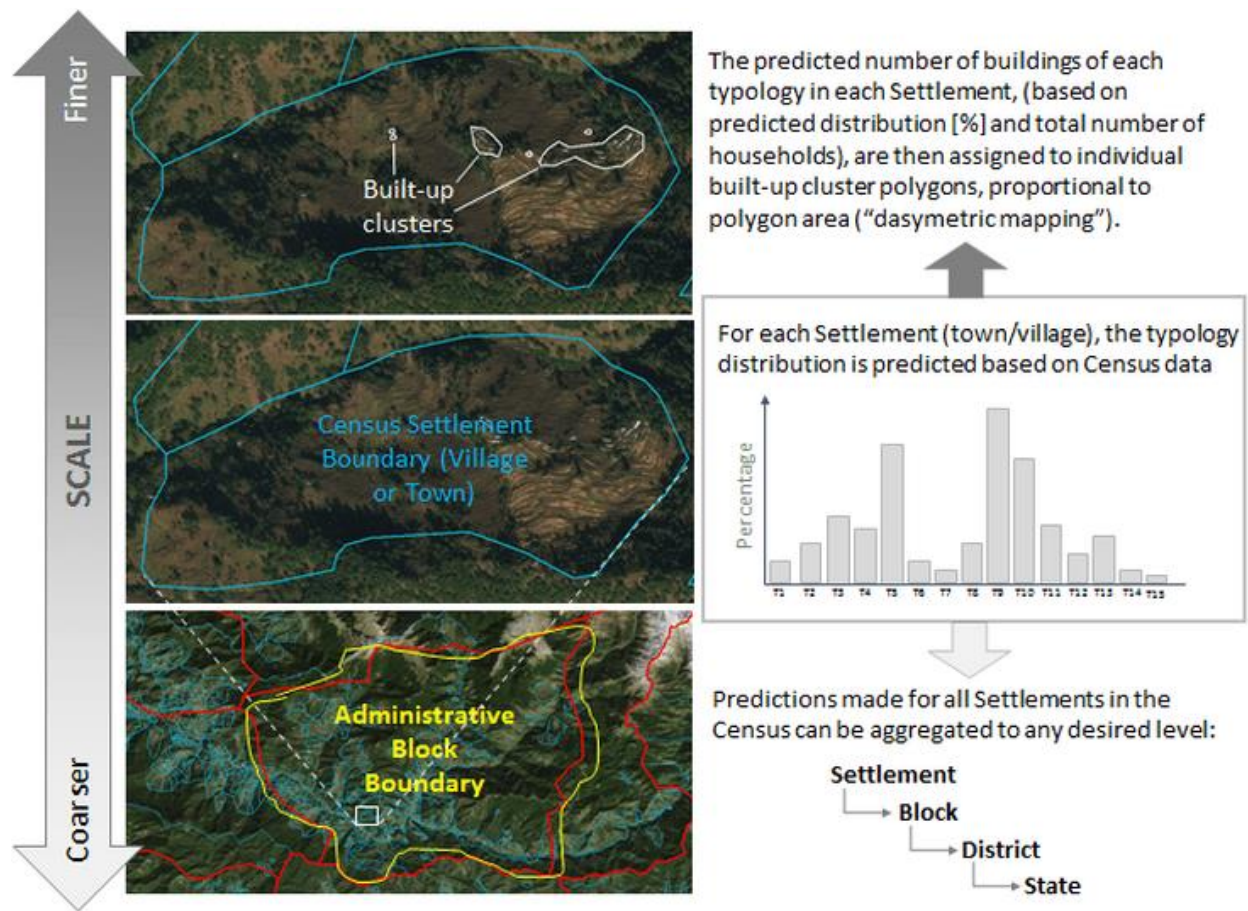 Finer
SCALE
Coarser
Built-up
clusters
Census Settlement
Boundary (Village
or Town)
Administrative
Block
Boundary
The predicted number of buildings of each
typology in each Settlement, (based on
predicted distribution [%] and total number of
households), are then assigned to individual
built-up cluster polygons, proportional to
polygon area (“dasymetric mapping”).
For each Settlement (town/village), the typology
distribution is predicted based on Census data
Percentage
T1 T2 T3 T4 T5 T6 T7 T8 T9 T10 T11 T12 T13 T14 T15
Predictions made for all Settlements in the
Census can be aggregated to any desired level:
Settlement
Block
District
State